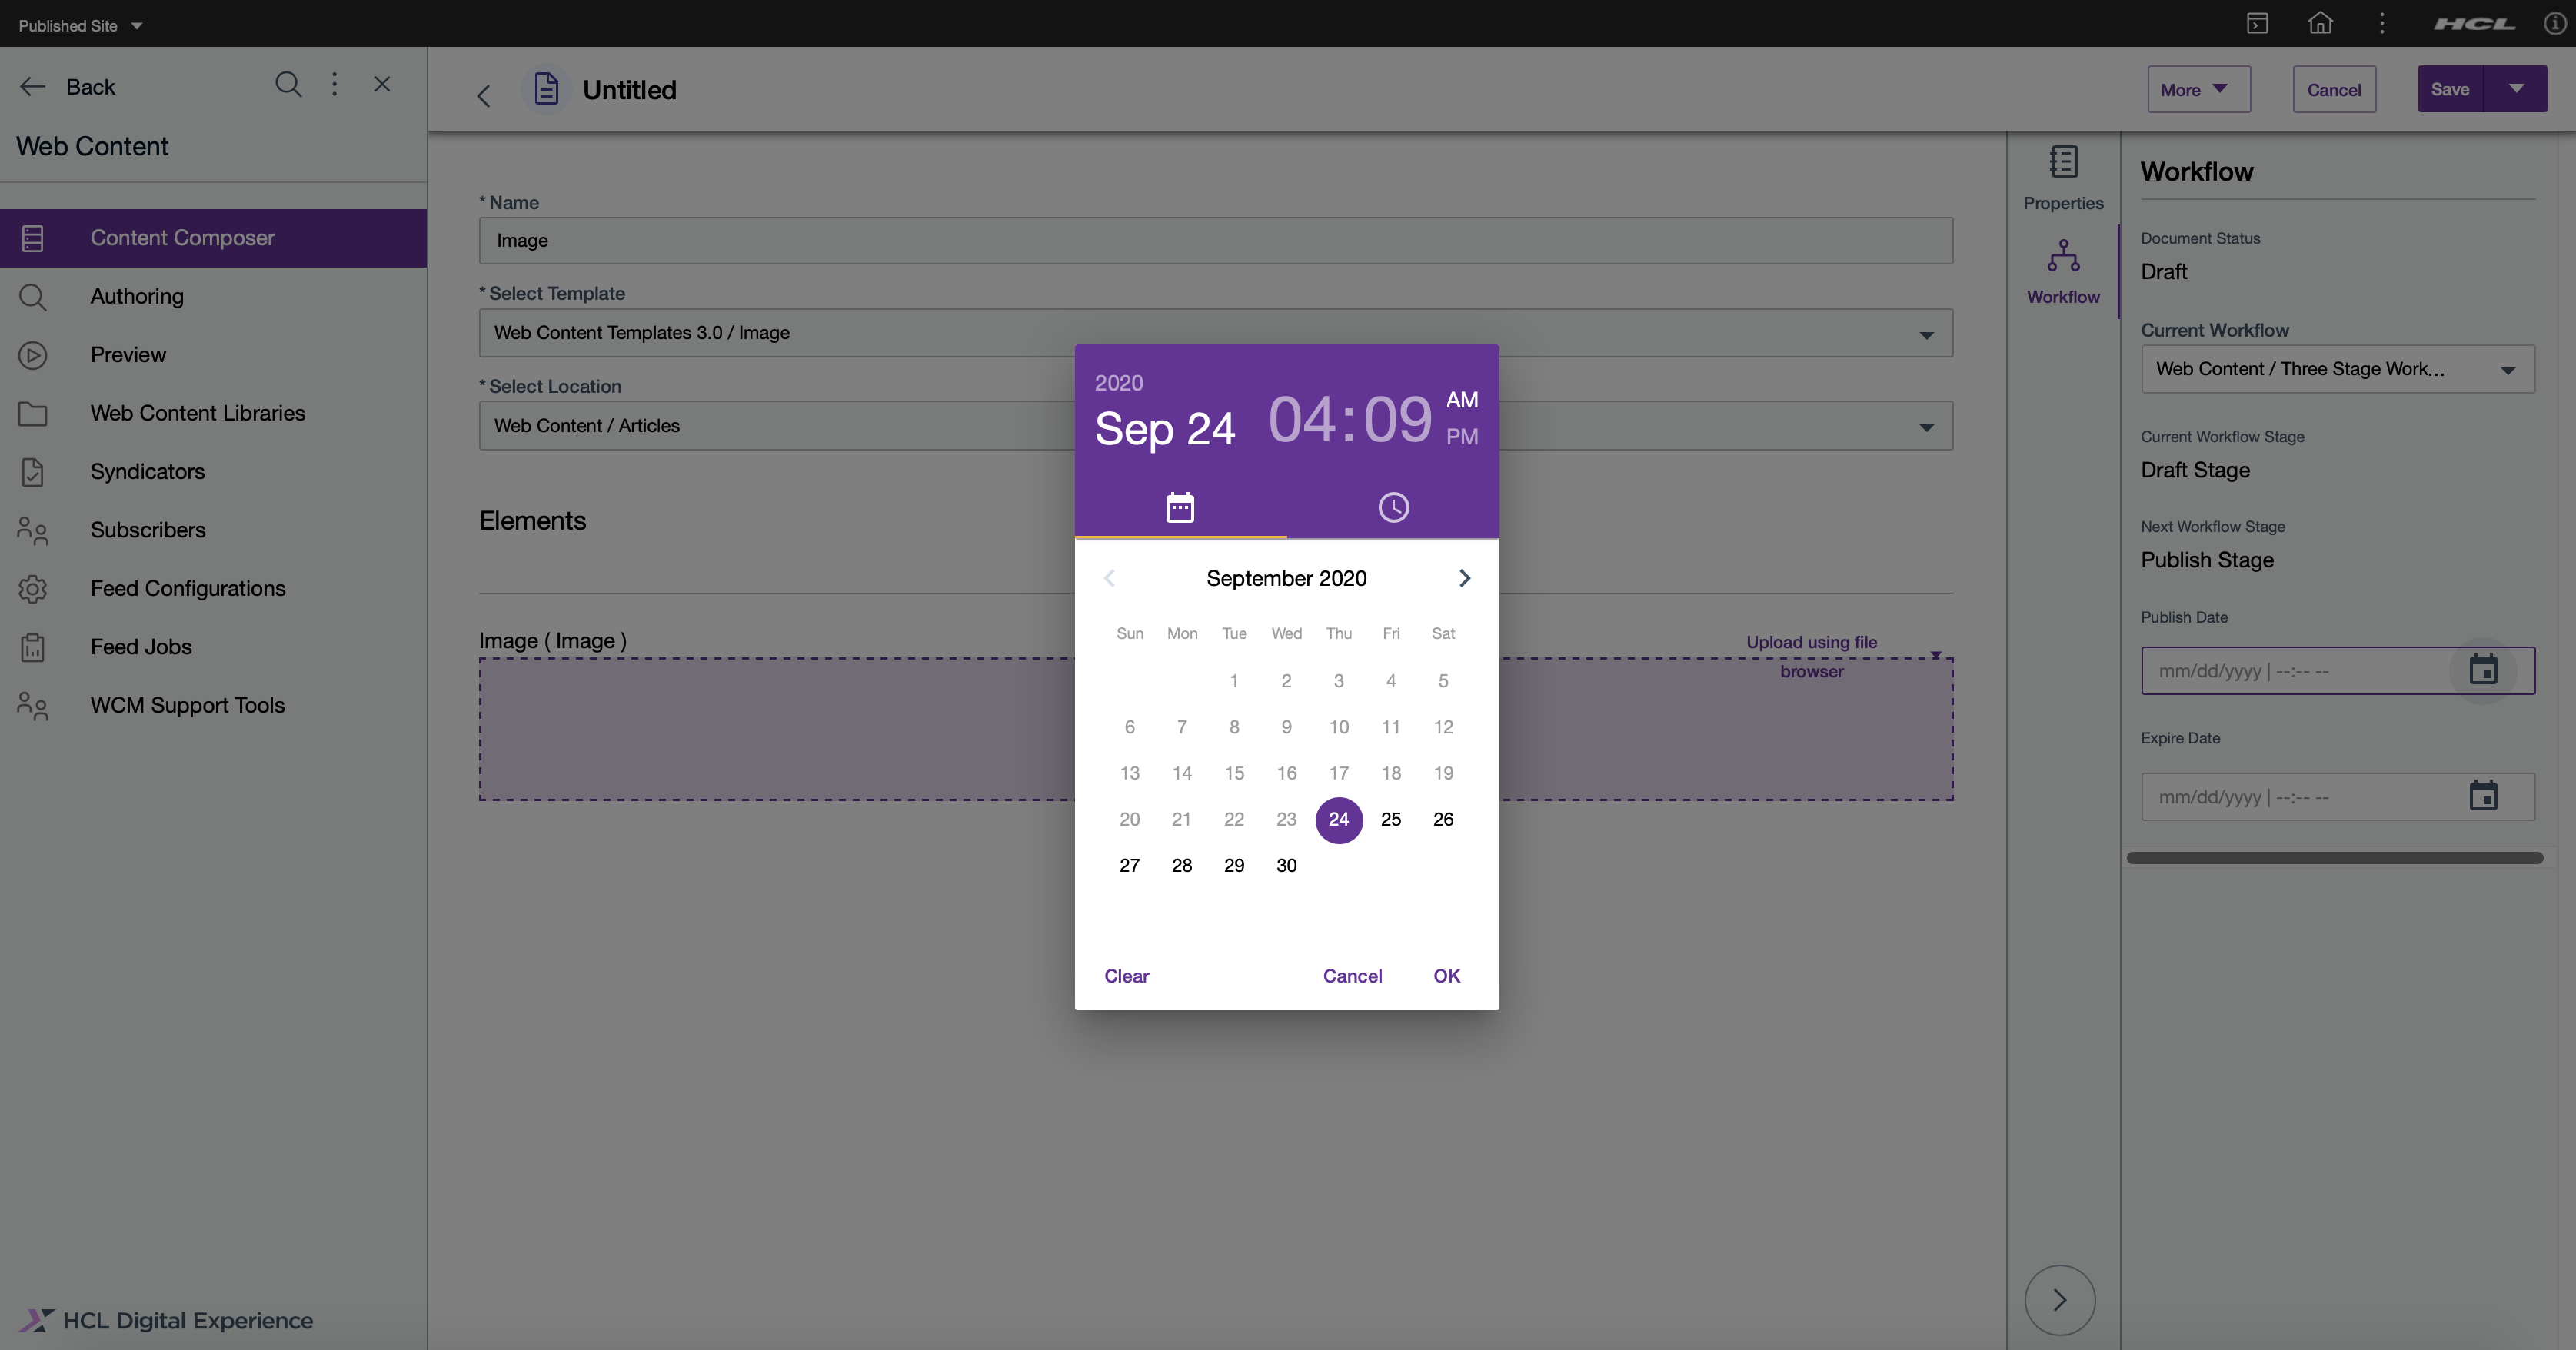 Published Site
HCL
Back
Web Content
Content Composer
Authoring
Preview
Web Content Libraries
Syndicators
Subscribers
Feed Configurations
Feed Jobs
WCM Support Tools
HCL Digital Experience
Untitled
More
Cancel
Save
* Name
Image
* Select Template
Web Content Templates 3.0 / Image
* Select Location
Web Content / Articles
Elements
Image ( Image )
Upload using file
browser
2020
Sep 24
04:09
AM
PM
September 2020
Sun Mon Tue Wed Thu Fri Sat
1 2 3 4 5
6 7 8 9 10 11 12
13 14 15 16 17 18 19
20 21 22 23 24 25 26
27 28 29 30
Clear
Cancel
OK
Properties
Workflow
Workflow
Document Status
Draft
Current Workflow
Web Content / Three Stage Work...
Current Workflow Stage
Draft Stage
Next Workflow Stage
Publish Stage
Publish Date
mm/dd/yyyy | --:-- --
Expire Date
mm/dd/yyyy | --:-- --